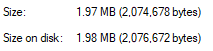 Size: 1.97 MB (2,074,678 bytes)
Size on disk: 1.98 MB (2,076,672 bytes)